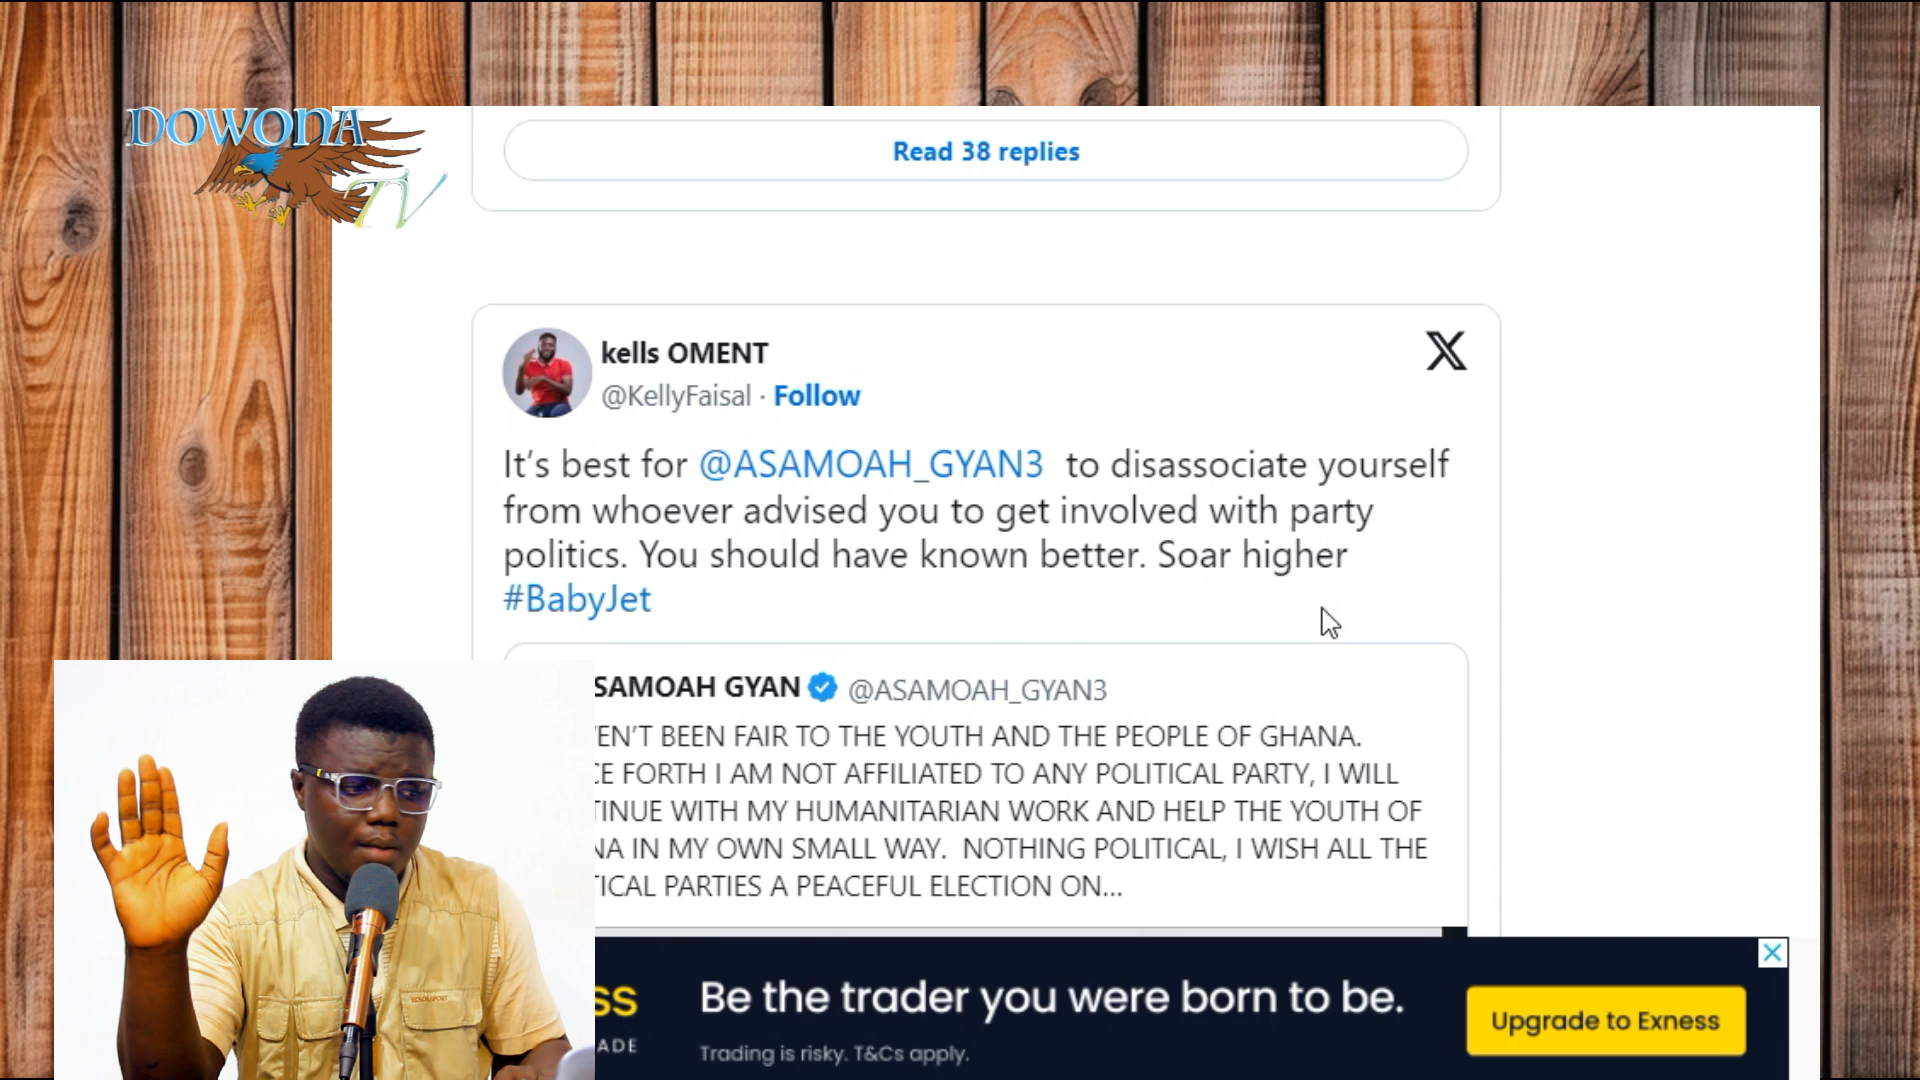 DOWONA
TV
Read 38 replies
kells OMENT
@KellyFaisal · Follow
It's best for @ASAMOAH_GYAN3 to disassociate yourself
from whoever advised you to get involved with party
politics. You should have known better. Soar higher
#BabyJet
SAMOAH GYAN @ASAMOAH_GYAN3
EN'T BEEN FAIR TO THE YOUTH AND THE PEOPLE OF GHANA.
CE FORTH I AM NOT AFFILIATED TO ANY POLITICAL PARTY, I WILL
TINUE WITH MY HUMANITARIAN WORK AND HELP THE YOUTH OF
NA IN MY OWN SMALL WAY. NOTHING POLITICAL, I WISH ALL THE
TICAL PARTIES A PEACEFUL ELECTION ON...
ss
ADE
Be the trader you were born to be.
Trading is risky. T&Cs apply.
Upgrade to Exness